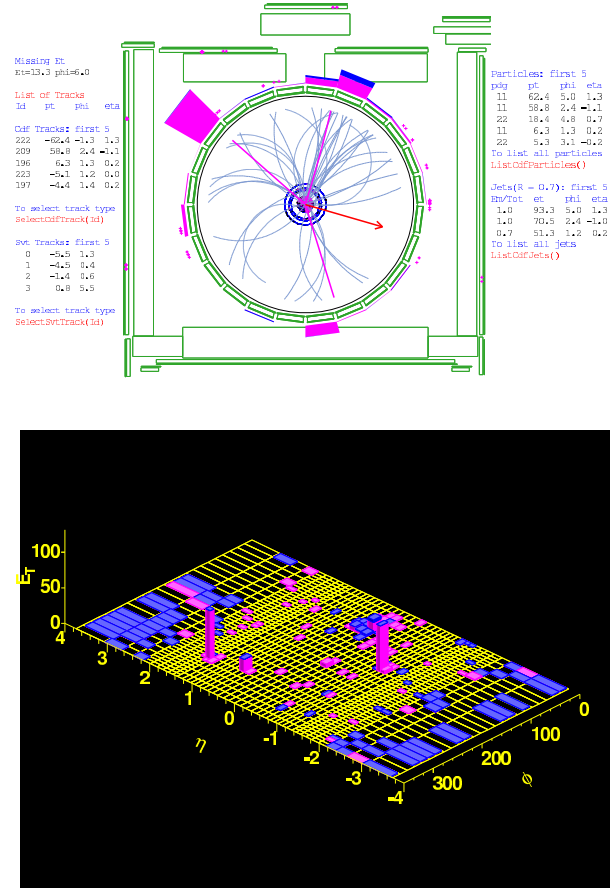 Missing Et
Et=13.3 phi=6.0
List of Tracks
Id pt phi eta
Cdf Tracks: first 5
222 -62.4 -1.3 1.3
209 58.8 2.4 -1.1
196 6.3 1.3 0.2
223 -5.1 1.2 0.0
197 -4.4 1.4 0.2
To select track type
SelectCdfTrack(Id)
Svt Tracks: first 5
0 -5.5 1.3
1 -4.5 0.4
2 -1.4 0.6
3 0.8 5.5
To select track type
SelectSvtTrack(Id)
Particles: first 5
pdg pt phi eta
11 62.4 5.0 1.3
11 58.8 2.4 -1.1
22 18.4 4.8 0.7
11 6.3 1.3 0.2
22 5.3 3.1 -0.2
To list all particles
ListCdfParticles()
Jets(R = 0.7): first 5
Em/Tot et phi eta
1.0 93.3 5.0 1.3
1.0 70.5 2.4 -1.0
0.7 51.3 1.2 0.2
To list all jets
ListCdfJets()
ET
100
50
0
4 3 2 1 0 -1 -2 -3 -4
η
0
100
200
300
ϕ